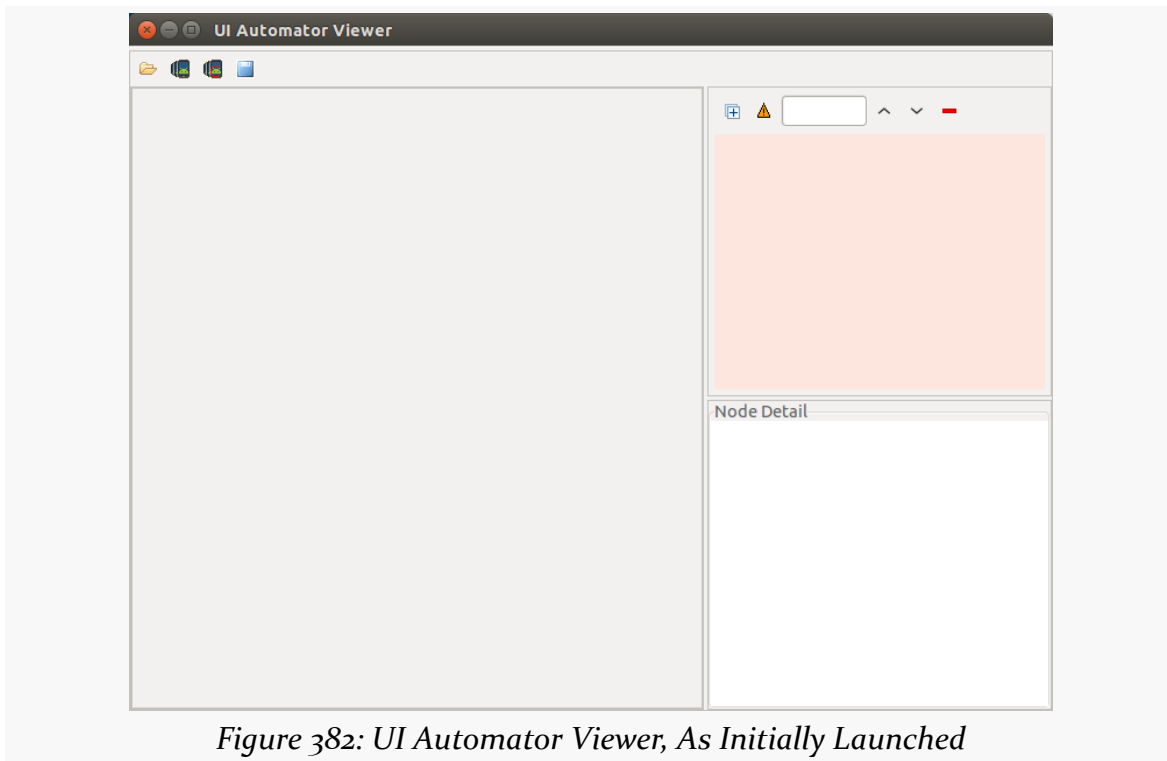 UI Automator Viewer
Node Detail
Figure 382: UI Automator Viewer, As Initially Launched